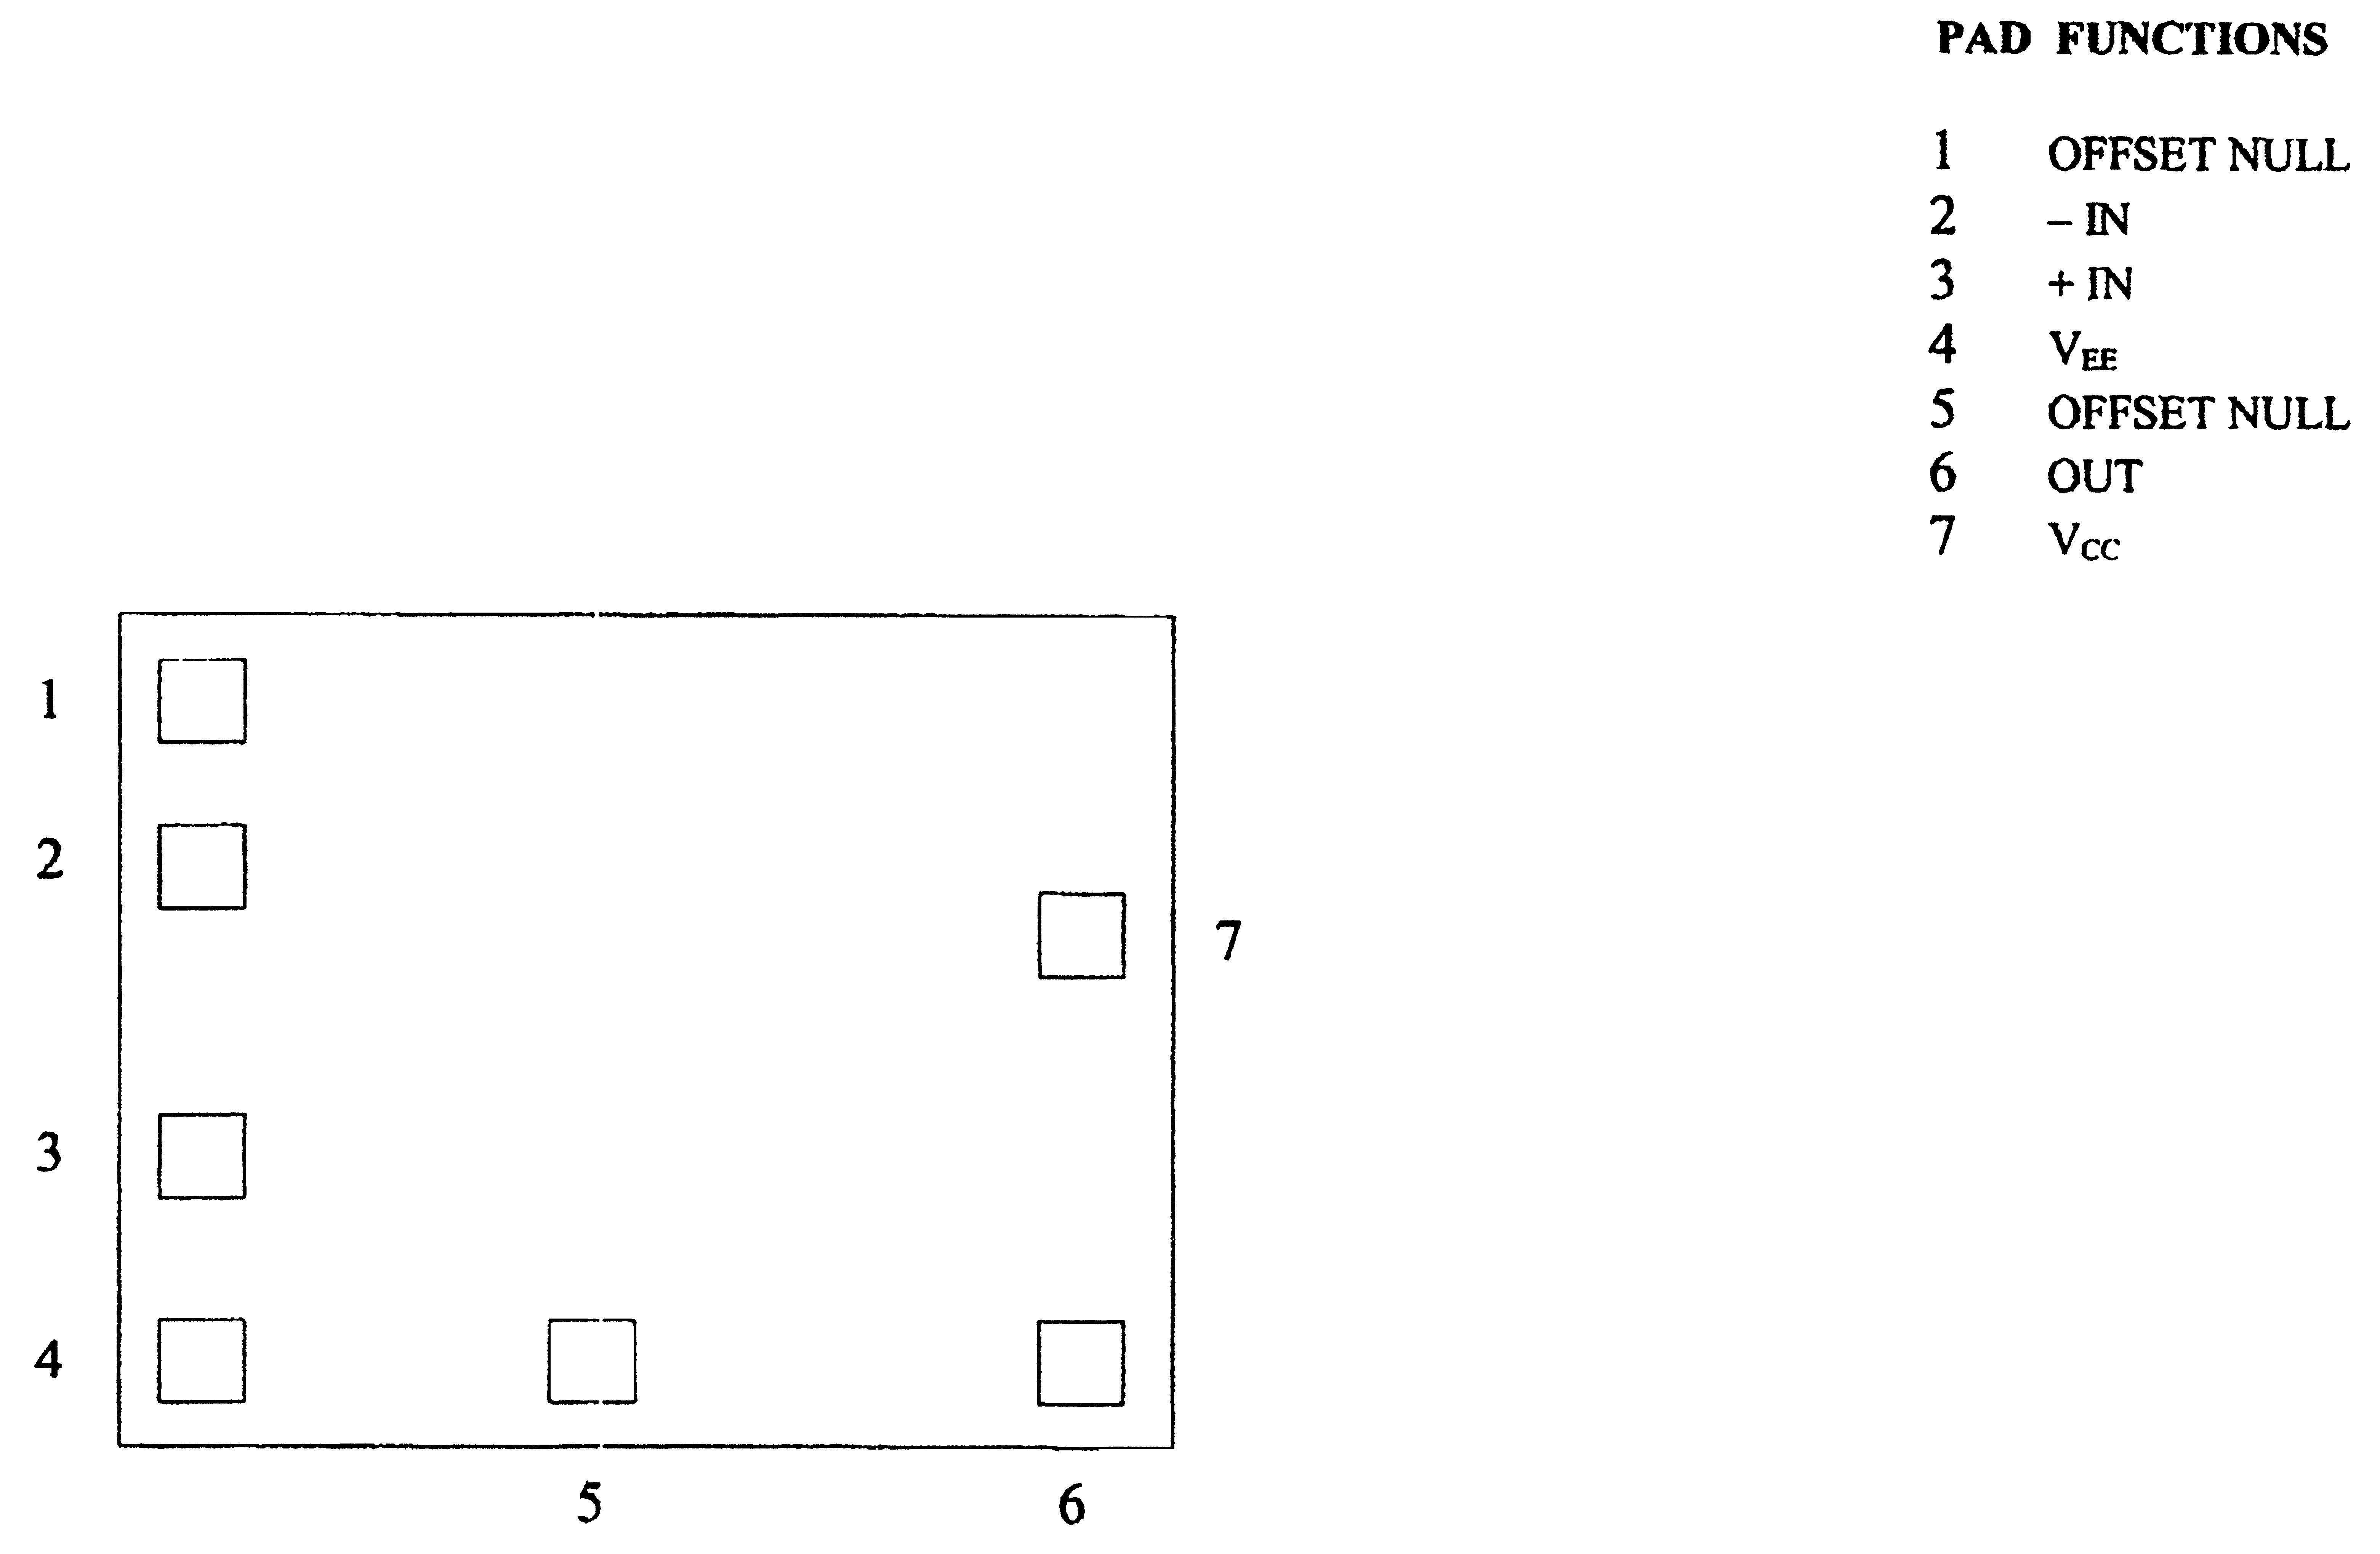 PAD FUNCTIONS
1 OFFSET NULL
2 – IN
3 + IN
4 VEE
5 OFFSET NULL
6 OUT
7 VCC
1
2
7
3
4
5 6